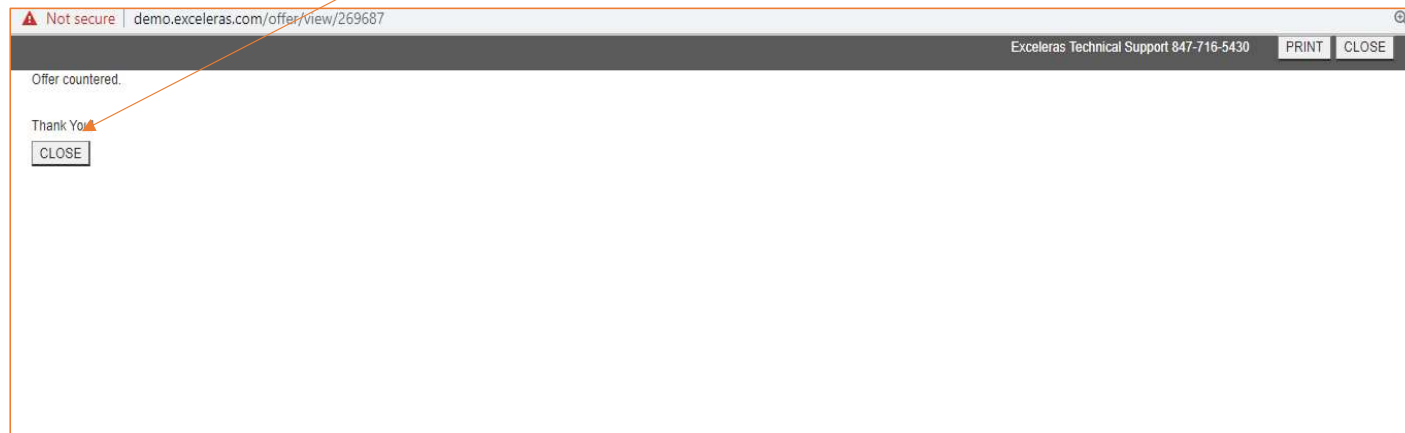 Not secure | demo.exceleras.com/offer/view/269687
Exceleras Technical Support 847-716-5430 PRINT CLOSE
Offer countered.
Thank You
CLOSE